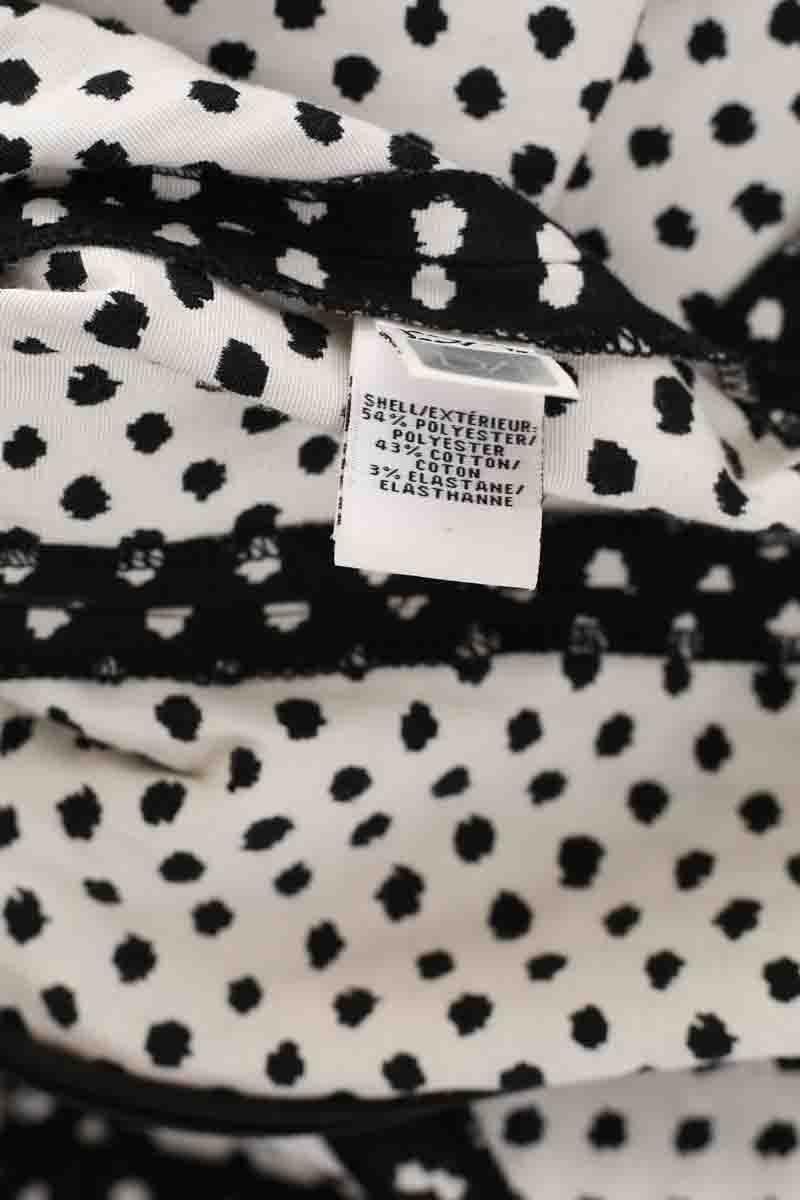 SHELL/EXTÉRIEUR:
54% POLYESTER/
POLYESTER
43% COTTON/
COTON
3% ELASTANE/
ELASTHANNE